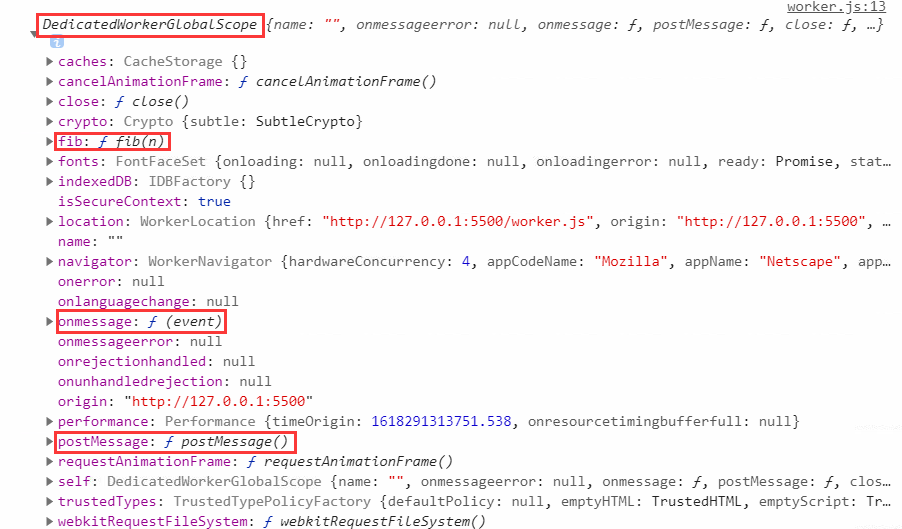 worker.js:13
DedicatedWorkerGlobalScope {name: "", onmessageerror: null, onmessage: ƒ, postMessage: ƒ, close: ƒ, …}
i
caches: CacheStorage {}
cancelAnimationFrame: ƒ cancelAnimationFrame()
close: ƒ close()
crypto: Crypto {subtle: SubtleCrypto}
fib: ƒ fib(n)
fonts: FontFaceSet {onloading: null, onloadingdone: null, onloadingerror: null, ready: Promise, stat…
indexedDB: IDBFactory {}
isSecureContext: true
location: WorkerLocation {href: "http://127.0.0.1:5500/worker.js", origin: "http://127.0.0.1:5500", …
name: ""
navigator: WorkerNavigator {hardwareConcurrency: 4, appCodeName: "Mozilla", appName: "Netscape", app…
onerror: null
onlanguagechange: null
onmessage: ƒ (event)
onmessageerror: null
onrejectionhandled: null
onunhandledrejection: null
origin: "http://127.0.0.1:5500"
performance: Performance {timeOrigin: 1618291313751.538, onresourcetimingbufferfull: null}
postMessage: ƒ postMessage()
requestAnimationFrame: ƒ requestAnimationFrame()
self: DedicatedWorkerGlobalScope {name: "", onmessageerror: null, onmessage: ƒ, postMessage: ƒ, clos…
trustedTypes: TrustedTypePolicyFactory {defaultPolicy: null, emptyHTML: TrustedHTML, emptyScript: Tr…
webkitRequestFileSystem: ƒ webkitRequestFileSystem()